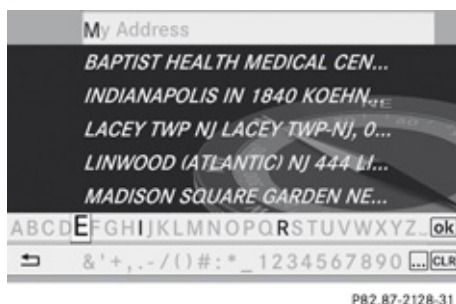 My Address
BAPTIST HEALTH MEDICAL CEN...
INDIANAPOLIS IN 1840 KOEHN...
LACEY TWP NJ LACEY TWP-NJ, 0...
LINWOOD (ATLANTIC) NJ 444 LI...
MADISON SQUARE GARDEN NE...
ABCDEFGHIJKLMNOPQRSTUVWXYZ_ ok
&'+,.-/()#:*_1234567890 ... CLR
P82.87-2128-31